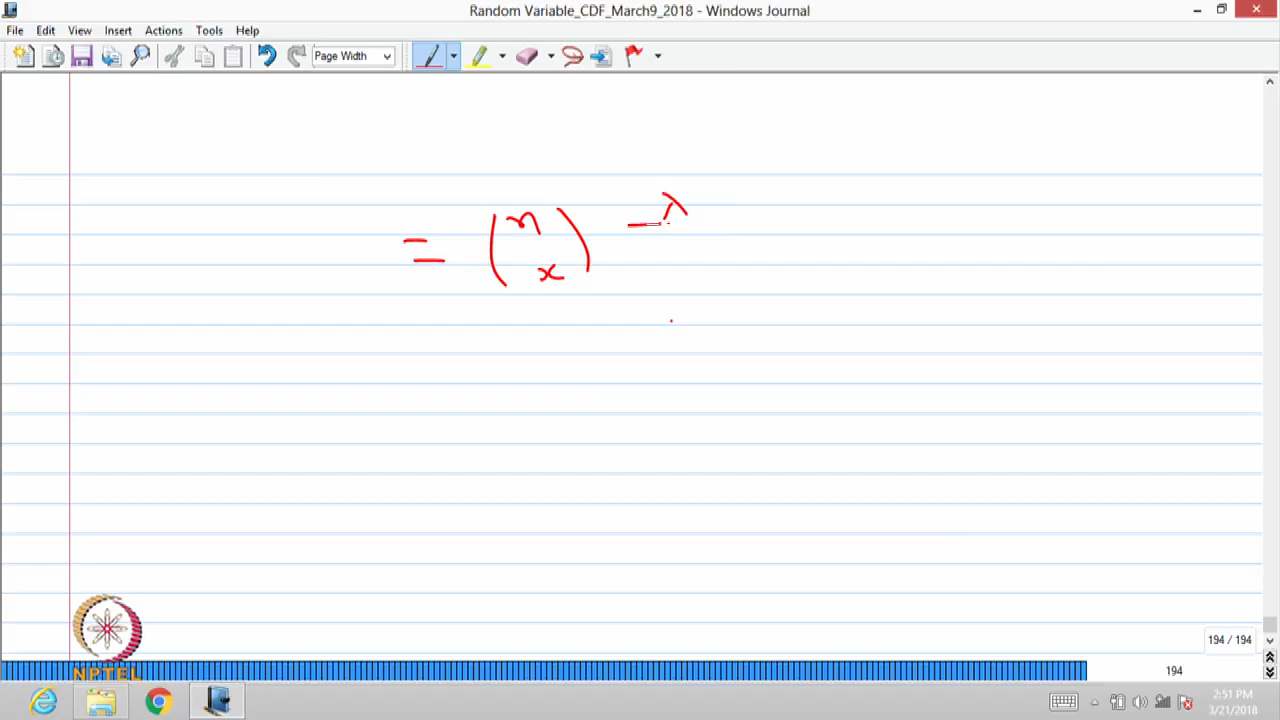 Random Variable_CDF_March9_2018 - Windows Journal
File Edit View Insert Actions Tools Help
Page Width
= (n x) λ
194 / 194
194
NPTEL
2:51 PM
3/21/2018